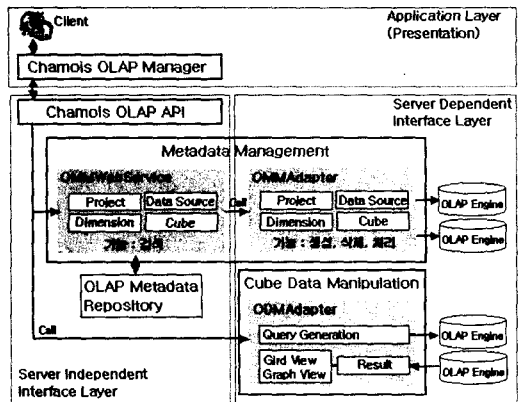 Client
Application Layer
(Presentation)
Chamois OLAP Manager
Chamois OLAP API
Server Dependent
Interface Layer
Metadata Management
OMMWebService
OMMAdapter
Project
Data Source
Dimension
Cube
기능 : 검색
Call
Project
Data Source
Dimension
Cube
기능 : 생성, 삭제, 처리
OLAP Engine
OLAP Engine
OLAP Metadata
Repository
Cube Data Manipulation
ODMAdapter
Query Generation
Gird View
Graph View
Result
OLAP Engine
OLAP Engine
Call
Server Independent
Interface Layer